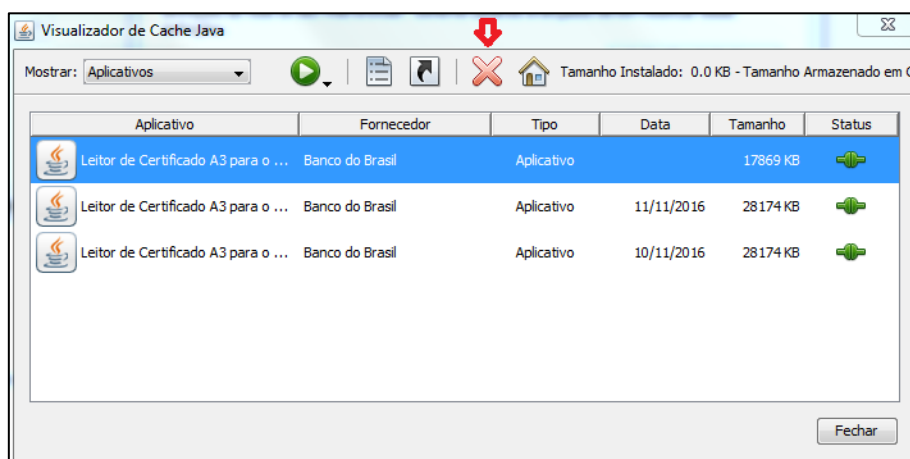 Visualizador de Cache Java
Mostrar: Aplicativos Tamanho Instalado: 0.0 KB - Tamanho Armazenado em
Aplicativo Fornecedor Tipo Data Tamanho Status
Leitor de Certificado A3 para o ... Banco do Brasil Aplicativo 17869 KB
Leitor de Certificado A3 para o ... Banco do Brasil Aplicativo 11/11/2016 28174 KB
Leitor de Certificado A3 para o ... Banco do Brasil Aplicativo 10/11/2016 28174 KB
Fechar